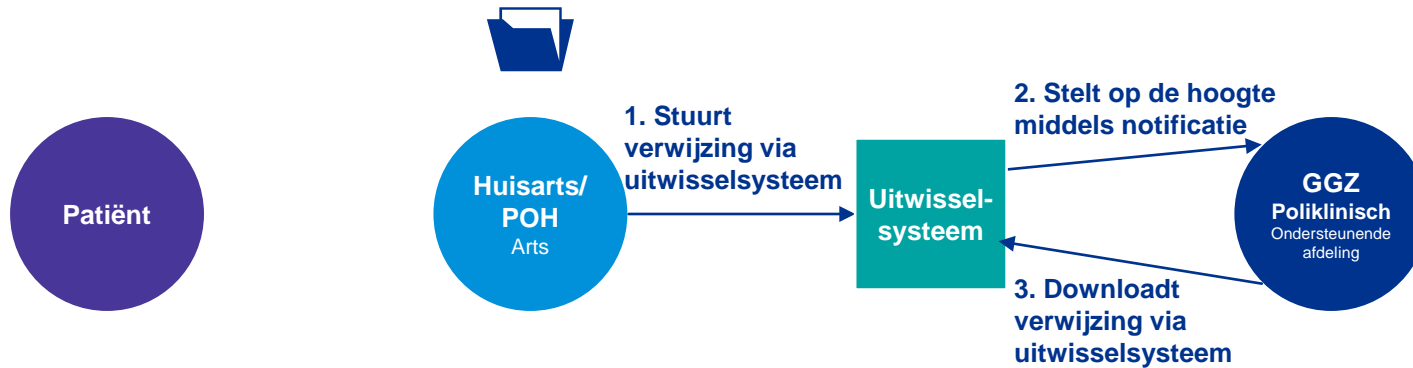 Patiënt
Huisarts/
POH
Arts
1. Stuurt
verwijzing via
uitwisselsysteem
Uitwissel-
systeem
2. Stelt op de hoogte
middels notificatie
GGZ
Poliklinisch
Ondersteunende
afdeling
3. Downloadt
verwijzing via
uitwisselsysteem